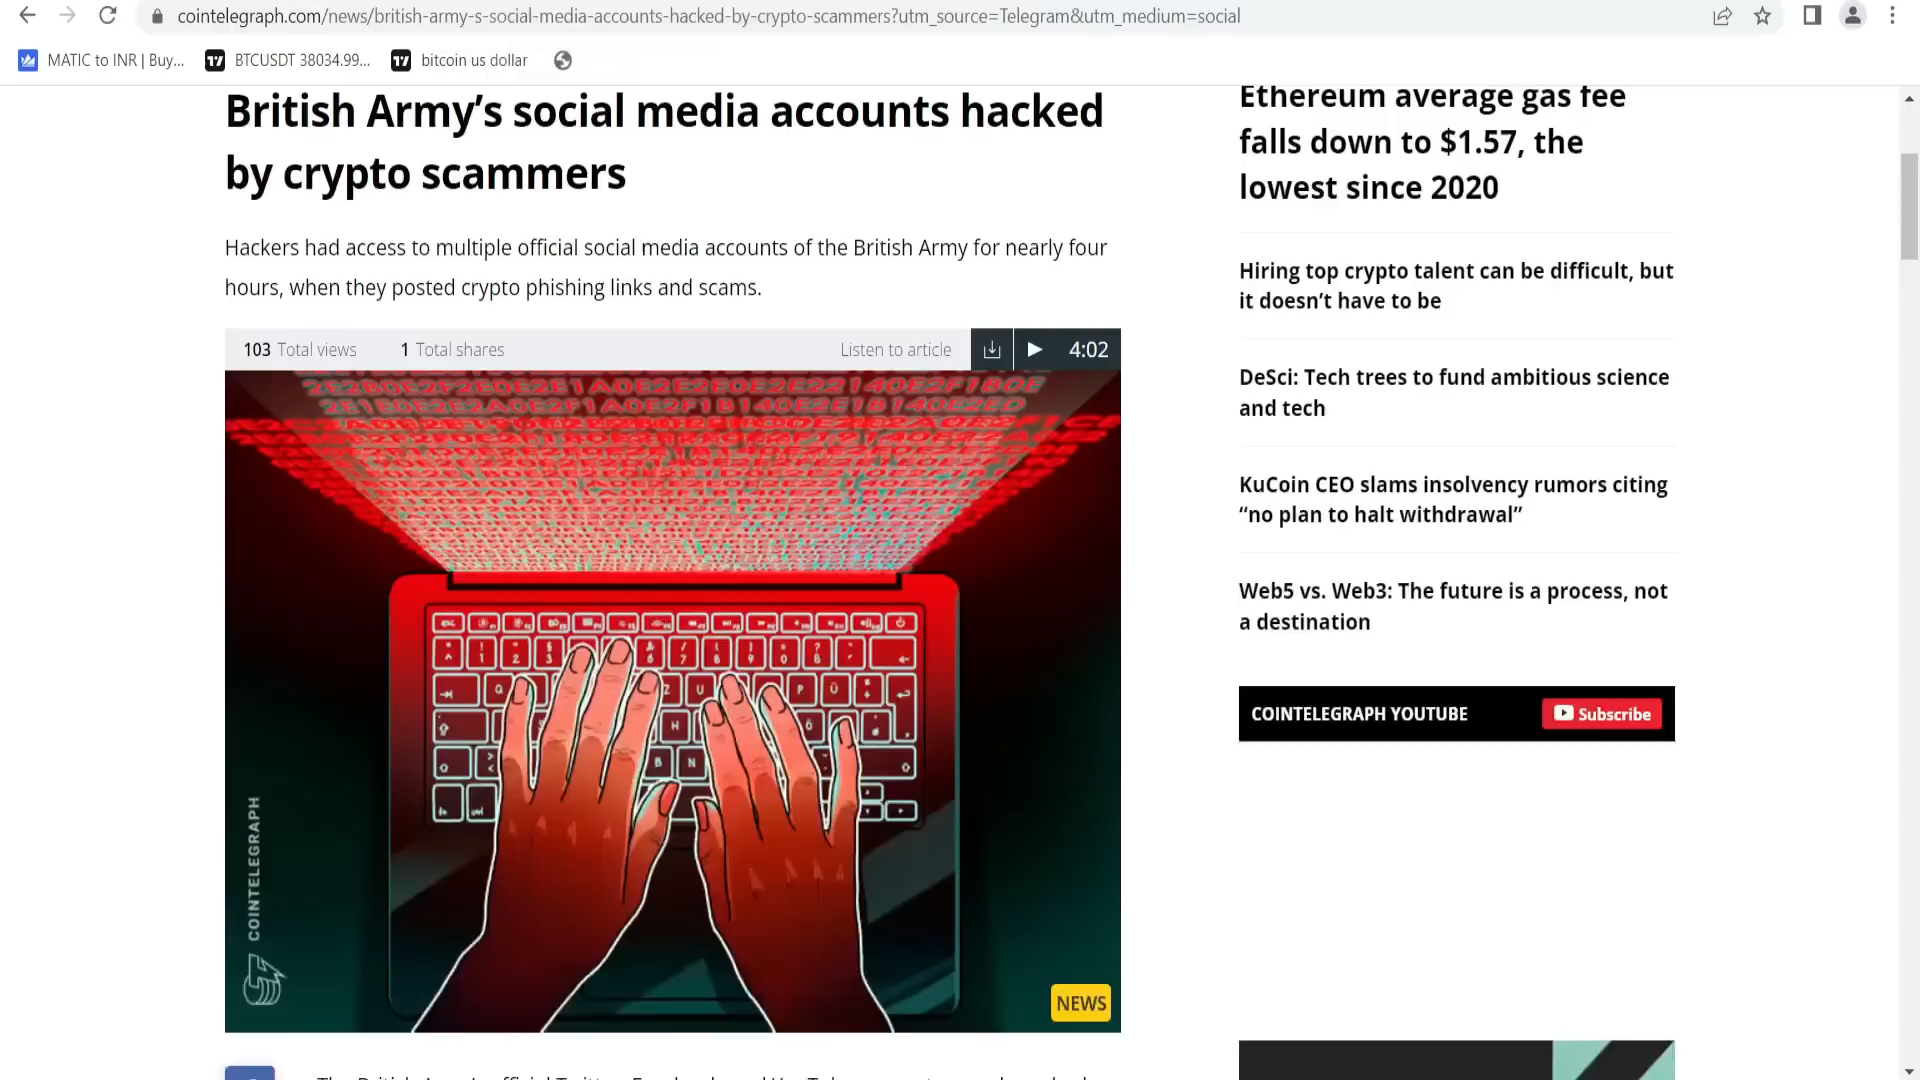 cointelegraph.com/news/british-army-s-social-media-accounts-hacked-by-crypto-scammers?utm_source=Telegram&utm_medium=social
MATIC to INR | Buy...
BTCUSDT 38034.99...
bitcoin us dollar
British Army’s social media accounts hacked
by crypto scammers
Hackers had access to multiple official social media accounts of the British Army for nearly four
hours, when they posted crypto phishing links and scams.
103 Total views
1 Total shares
Listen to article
4:02
COINTELEGRAPH
NEWS
Ethereum average gas fee
falls down to $1.57, the
lowest since 2020
Hiring top crypto talent can be difficult, but
it doesn’t have to be
DeSci: Tech trees to fund ambitious science
and tech
KuCoin CEO slams insolvency rumors citing
“no plan to halt withdrawal”
Web5 vs. Web3: The future is a process, not
a destination
COINTELEGRAPH YOUTUBE
Subscribe